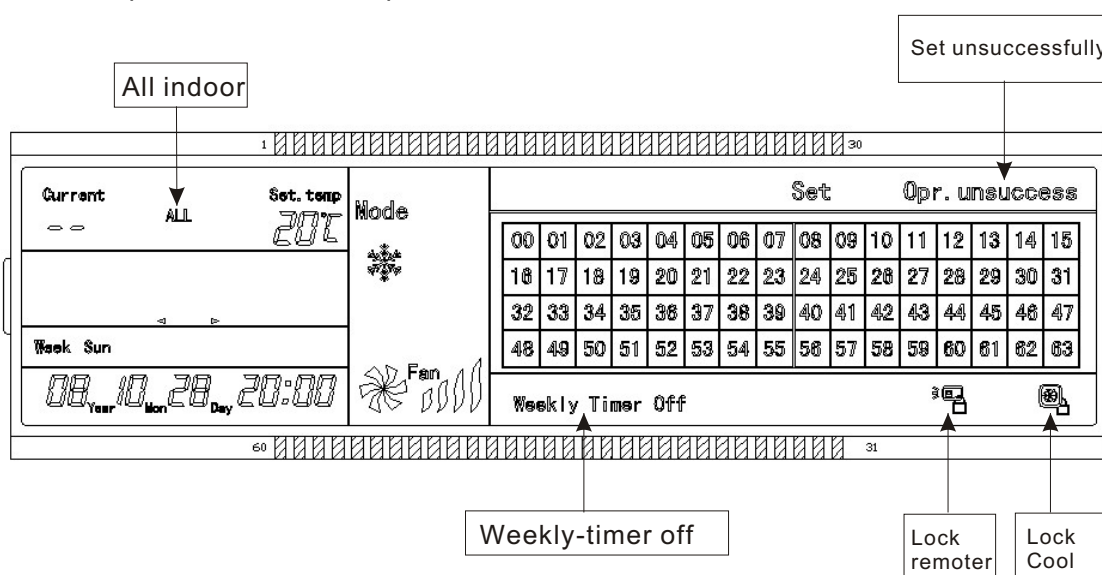 Set unsuccessfully
All indoor
1
30
Current
Set.temp
--
ALL
20℃
Mode
Set
Opr.unsuccess
00 01 02 03 04 05 06 07 08 09 10 11 12 13 14 15
16 17 18 19 20 21 22 23 24 25 26 27 28 29 30 31
32 33 34 35 36 37 38 39 40 41 42 43 44 45 46 47
48 49 50 51 52 53 54 55 56 57 58 59 60 61 62 63
Week Sun
08 Year 10 Mon 28 Day 20:00
Fan
Weekly Timer Off
60
31
Weekly-timer off
Lock
remoter
Lock
Cool